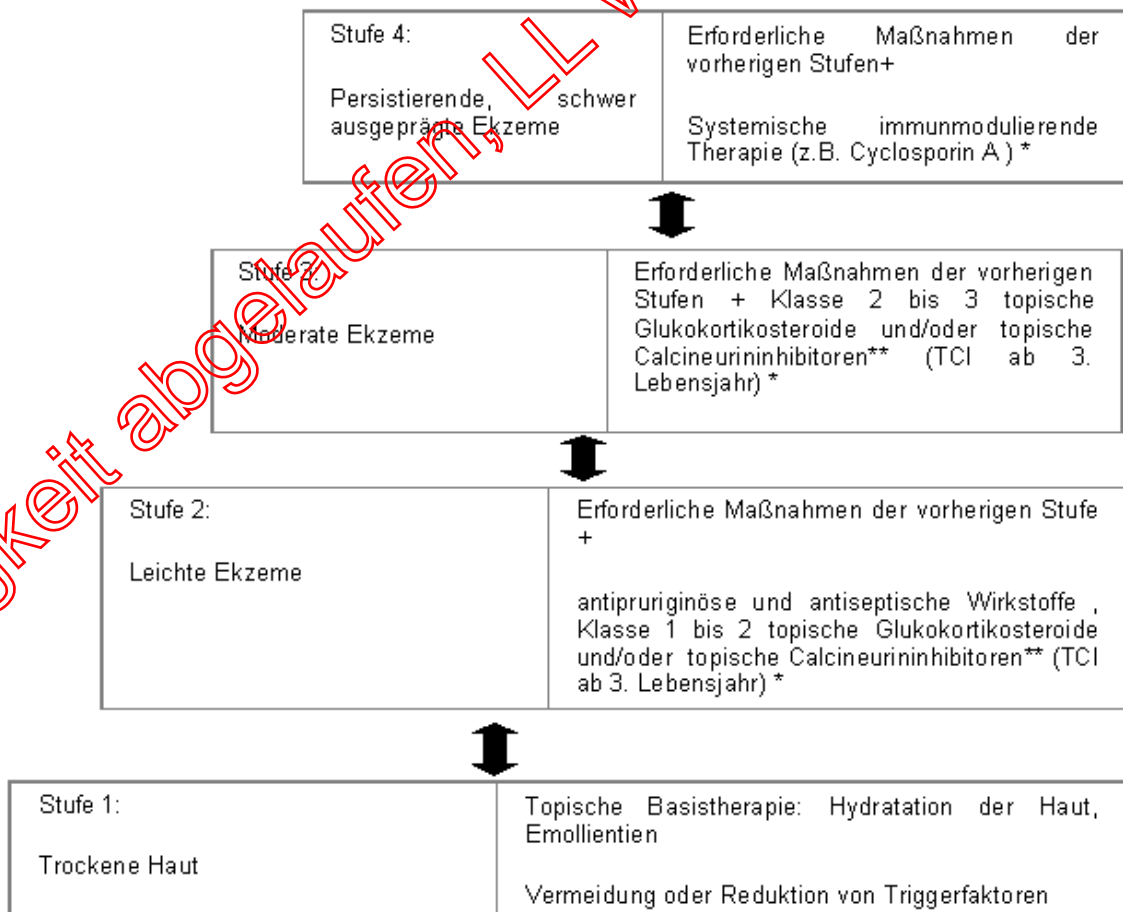 Stufe 4:
Persistierende, schwer
ausgeprägte Ekzeme
Erforderliche Maßnahmen der
vorherigen Stufen+
Systemische immunmodulierende
Therapie (z.B. Cyclosporin A ) *
Stufe 3:
Moderate Ekzeme
Erforderliche Maßnahmen der vorherigen
Stufen + Klasse 2 bis 3 topische
Glukokortikosteroide und/oder topische
Calcineurininhibitoren** (TCI ab 3.
Lebensjahr) *
Stufe 2:
Leichte Ekzeme
Erforderliche Maßnahmen der vorherigen Stufe
+
antipruriginöse und antiseptische Wirkstoffe ,
Klasse 1 bis 2 topische Glukokortikosteroide
und/oder topische Calcineurininhibitoren** (TCI
ab 3. Lebensjahr) *
Stufe 1:
Trockene Haut
Topische Basistherapie: Hydratation der Haut,
Emollientien
Vermeidung oder Reduktion von Triggerfaktoren
abgelaufen, LL